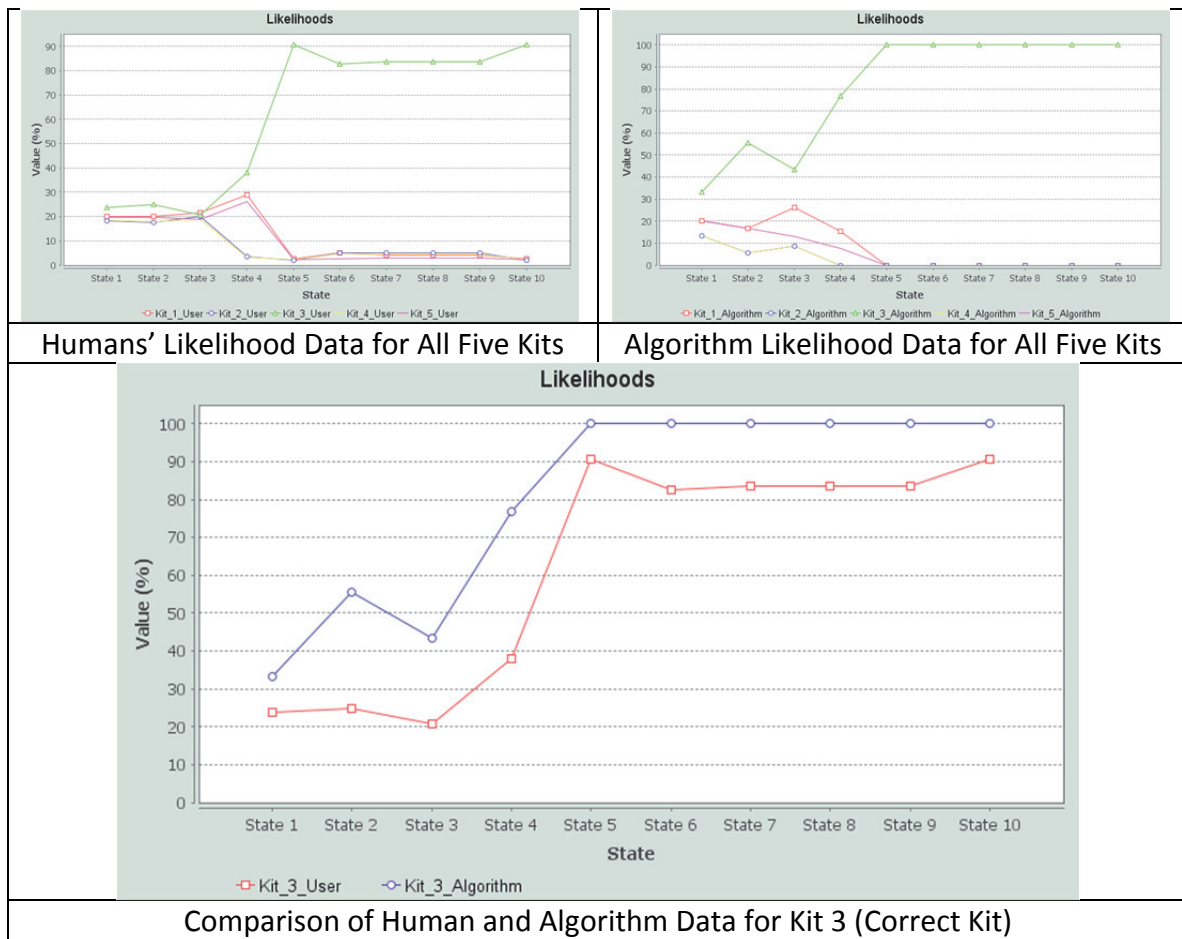 Likelihoods
Value (%)
90
80
70
60
50
40
30
20
10
0
State 1 State 2 State 3 State 4 State 5 State 6 State 7 State 8 State 9 State 10
State
Kit_1_User Kit_2_User Kit_3_User Kit_4_User Kit_5_User
Humans’ Likelihood Data for All Five Kits
Likelihoods
Value (%)
100
90
80
70
60
50
40
30
20
10
0
State 1 State 2 State 3 State 4 State 5 State 6 State 7 State 8 State 9 State 10
State
Kit_1_Algorithm Kit_2_Algorithm Kit_3_Algorithm Kit_4_Algorithm Kit_5_Algorithm
Algorithm Likelihood Data for All Five Kits
Likelihoods
Value (%)
100
90
80
70
60
50
40
30
20
10
0
State 1 State 2 State 3 State 4 State 5 State 6 State 7 State 8 State 9 State 10
State
Kit_3_User Kit_3_Algorithm
Comparison of Human and Algorithm Data for Kit 3 (Correct Kit)